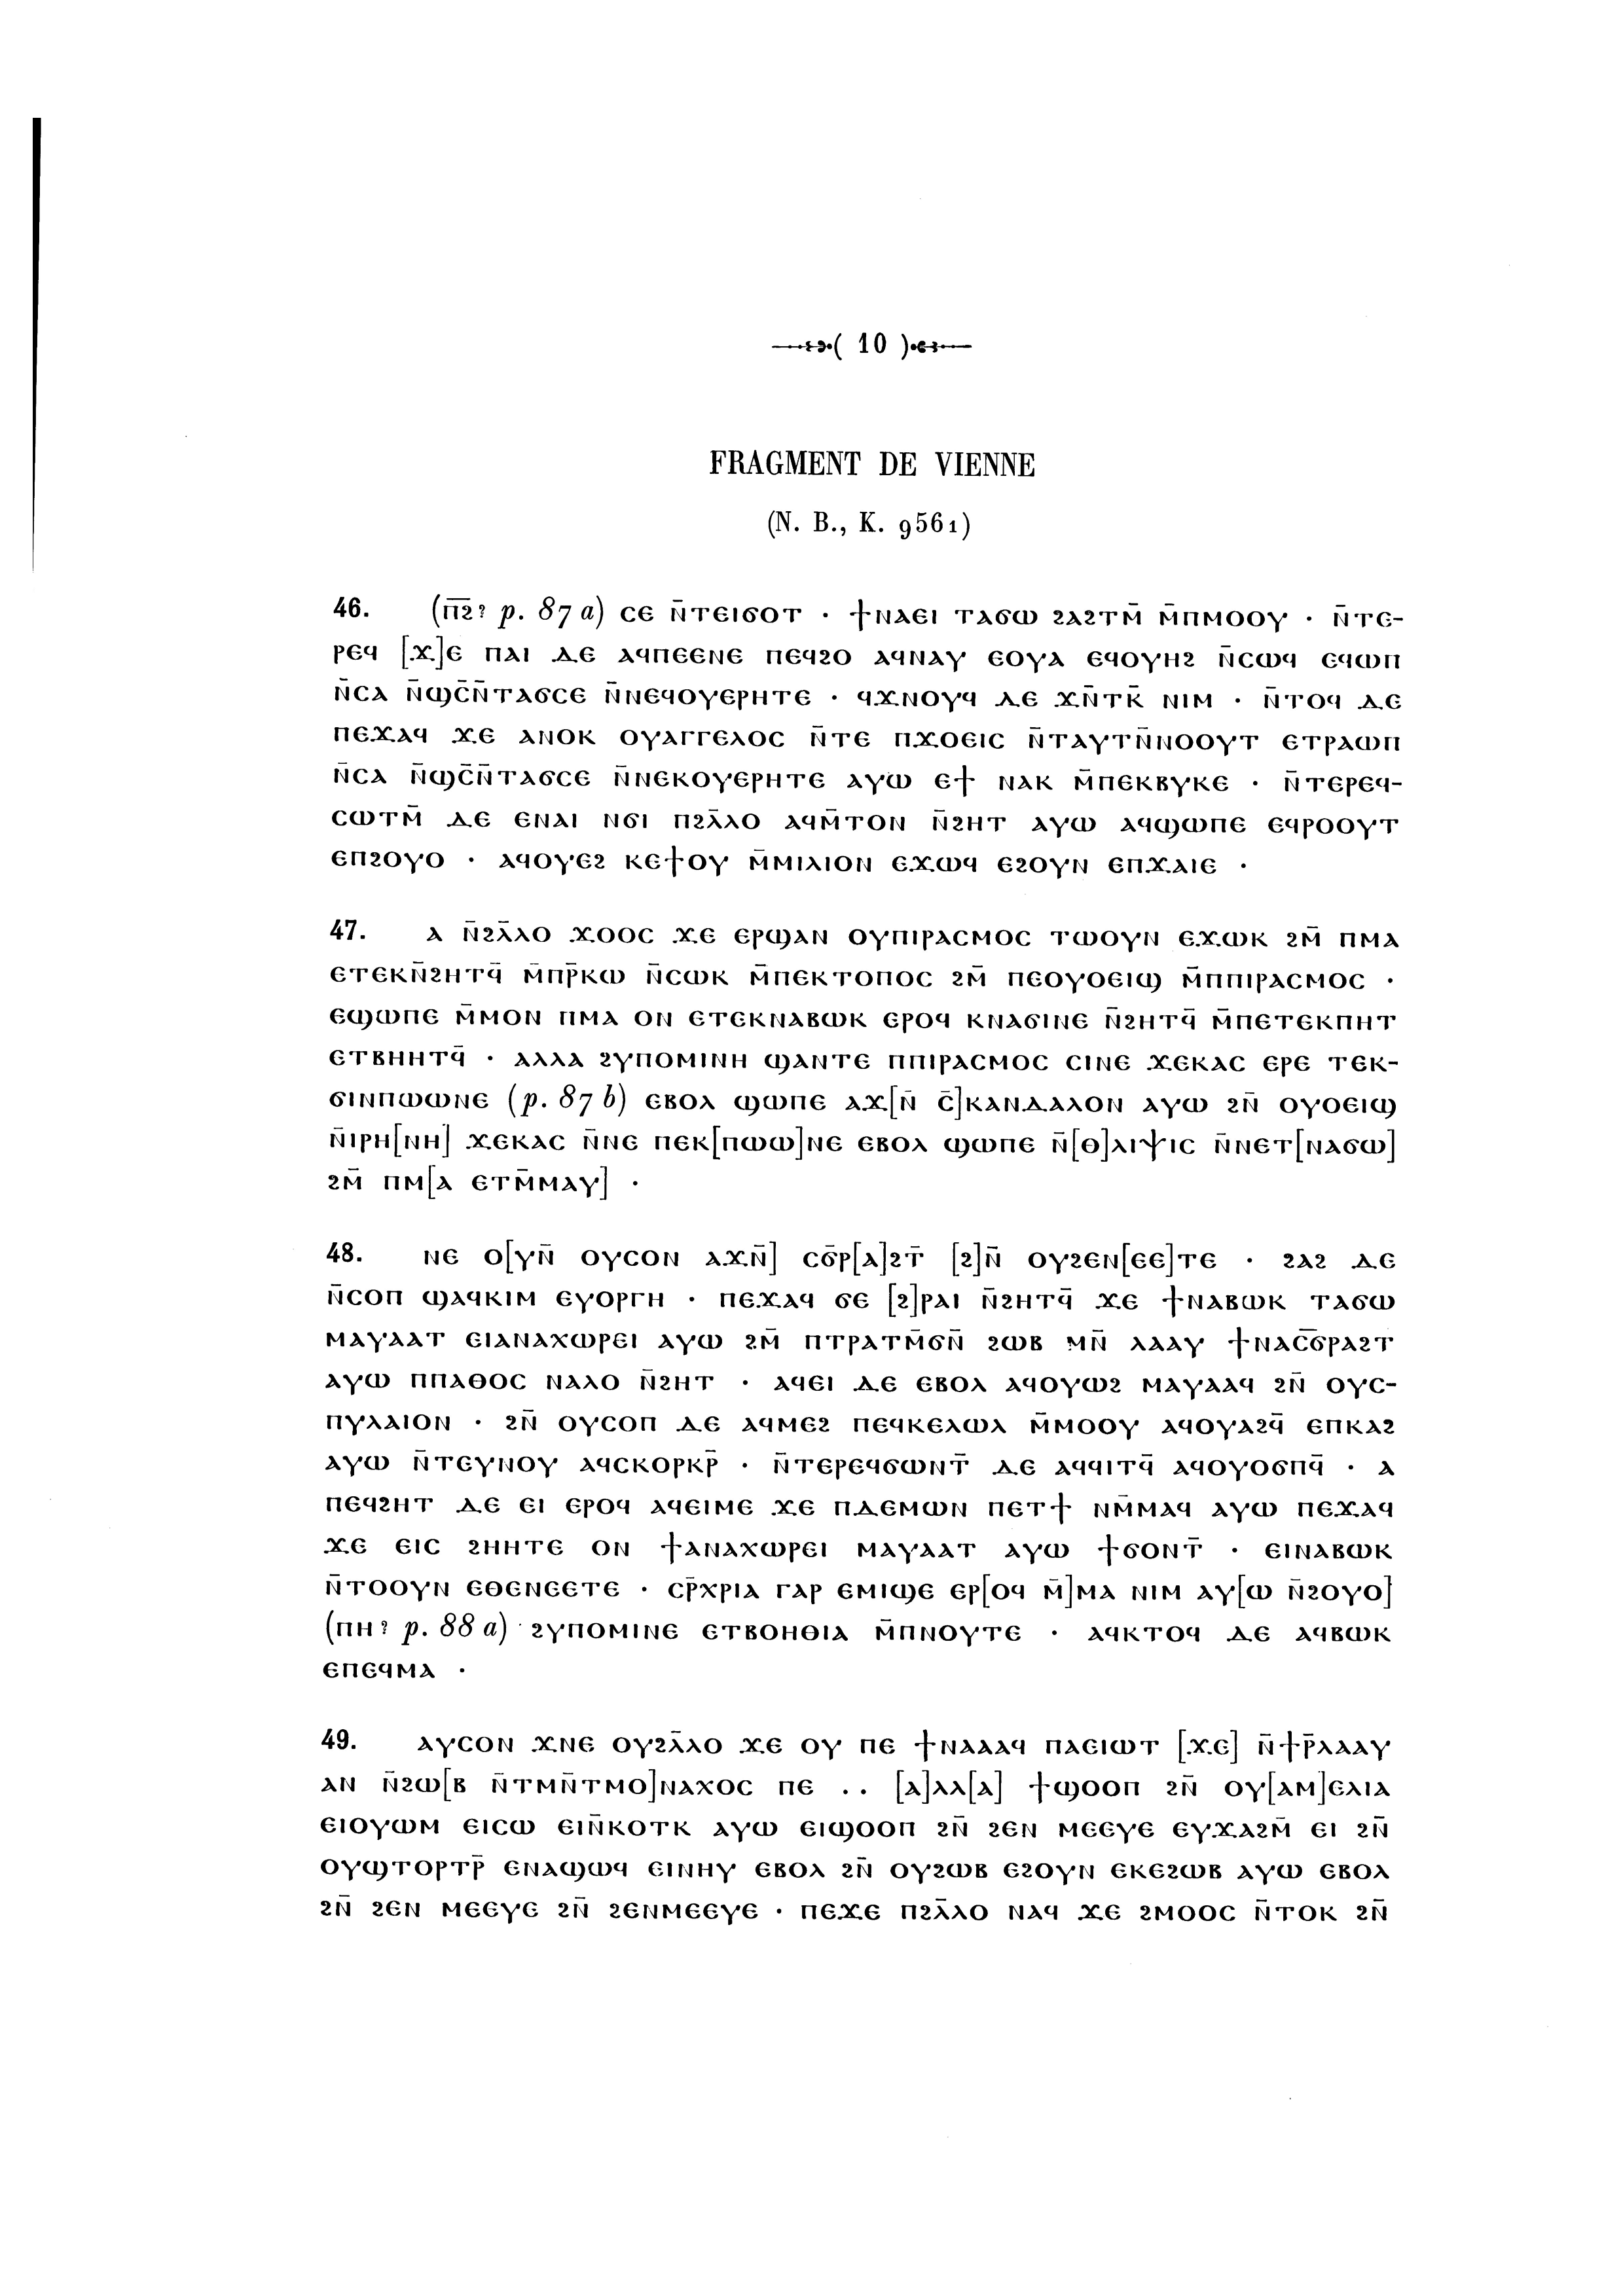 ( 10 )
FRAGMENT DE VIENNE
(N. B., K. 9561)
46. (ⲡ̅ⲍ̅? p. 87 a) ⲥⲉ ⲛ̄ⲧⲉⲓϭⲟⲧ · ϯⲛⲁⲉⲓ ⲧⲁϭⲱ ϩⲁϩⲧⲙ̄ ⲙ̄ⲡⲙⲟⲟⲩ · ⲛ̄ⲧⲉ-
ⲣⲉϥ [ϫ]ⲉ ⲡⲁⲓ ⲇⲉ ⲁϥⲡⲉⲉⲛⲉ ⲡⲉϥϩⲟ ⲁϥⲛⲁⲩ ⲉⲟⲩⲁ ⲉϥⲟⲩⲏϩ ⲛ̄ⲥⲱϥ ⲉϥⲱⲡ
ⲛ̄ⲥⲁ ⲛ̄ϣⲥ̄ⲛ̄ⲧⲁϭⲥⲉ ⲛ̄ⲛⲉϥⲟⲩⲉⲣⲏⲧⲉ · ϥϫⲛⲟⲩϥ ⲇⲉ ϫⲛ̄ⲧⲕ̄ ⲛⲓⲙ · ⲛ̄ⲧⲟϥ ⲇⲉ
ⲡⲉϫⲁϥ ϫⲉ ⲁⲛⲟⲕ ⲟⲩⲁⲅⲅⲉⲗⲟⲥ ⲛ̄ⲧⲉ ⲡϫⲟⲉⲓⲥ ⲛ̄ⲧⲁⲩⲧⲛ̄ⲛⲟⲟⲩⲧ ⲉⲧⲣⲁⲱⲡ
ⲛ̄ⲥⲁ ⲛ̄ϣⲥ̄ⲛ̄ⲧⲁϭⲥⲉ ⲛ̄ⲛⲉⲕⲟⲩⲉⲣⲏⲧⲉ ⲁⲩⲱ ⲉϯ ⲛⲁⲕ ⲙ̄ⲡⲉⲕⲃⲩⲕⲉ · ⲛ̄ⲧⲉⲣⲉϥ-
ⲥⲱⲧⲙ̄ ⲇⲉ ⲉⲛⲁⲓ ⲛϭⲓ ⲡϩⲗ̄ⲗⲟ ⲁϥⲙ̄ⲧⲟⲛ ⲛ̄ϩⲏⲧ ⲁⲩⲱ ⲁϥϣⲱⲡⲉ ⲉϥⲣⲟⲟⲩⲧ
ⲉⲡϩⲟⲩⲟ · ⲁϥⲟⲩⲉϩ ⲕⲉϯⲟⲩ ⲙ̄ⲙⲓⲗⲓⲟⲛ ⲉϫⲱϥ ⲉϩⲟⲩⲛ ⲉⲡϫⲁⲓⲉ ·
47. ⲁ ⲛ̄ϩⲗ̄ⲗⲟ ϫⲟⲟⲥ ϫⲉ ⲉⲣϣⲁⲛ ⲟⲩⲡⲓⲣⲁⲥⲙⲟⲥ ⲧⲱⲟⲩⲛ ⲉϫⲱⲕ ϩⲙ̄ ⲡⲙⲁ
ⲉⲧⲉⲕⲛ̄ϩⲏⲧϥ̄ ⲙ̄ⲡⲣ̄ⲕⲱ ⲛ̄ⲥⲱⲕ ⲙ̄ⲡⲉⲕⲧⲟⲡⲟⲥ ϩⲙ̄ ⲡⲉⲟⲩⲟⲉⲓϣ ⲙ̄ⲡⲡⲓⲣⲁⲥⲙⲟⲥ ·
ⲉϣⲱⲡⲉ ⲙ̄ⲙⲟⲛ ⲡⲙⲁ ⲟⲛ ⲉⲧⲉⲕⲛⲁⲃⲱⲕ ⲉⲣⲟϥ ⲕⲛⲁϭⲓⲛⲉ ⲛ̄ϩⲏⲧϥ̄ ⲙ̄ⲡⲉⲧⲉⲕⲡⲏⲧ
ⲉⲧⲃⲏⲏⲧϥ̄ · ⲁⲗⲗⲁ ϩⲩⲡⲟⲙⲓⲛⲏ ϣⲁⲛⲧⲉ ⲡⲡⲓⲣⲁⲥⲙⲟⲥ ⲥⲓⲛⲉ ϫⲉⲕⲁⲥ ⲉⲣⲉ ⲧⲉⲕ-
ϭⲓⲛⲡⲱⲱⲛⲉ (p. 87 b) ⲉⲃⲟⲗ ϣⲱⲡⲉ ⲁϫ[ⲛ̄ ⲥ̄]ⲕⲁⲛⲇⲁⲗⲟⲛ ⲁⲩⲱ ϩⲛ̄ ⲟⲩⲟⲉⲓϣ
ⲛ̄ⲓⲣⲏ[ⲛⲏ] ϫⲉⲕⲁⲥ ⲛ̄ⲛⲉ ⲡⲉⲕ[ⲡⲱⲱ]ⲛⲉ ⲉⲃⲟⲗ ϣⲱⲡⲉ ⲛ̄[ⲑ]ⲗⲓⲯⲓⲥ ⲛ̄ⲛⲉⲧ[ⲛⲁϭⲱ]
ϩⲙ̄ ⲡⲙ[ⲁ ⲉⲧⲙ̄ⲙⲁⲩ] ·
48. ⲛⲉ ⲟ[ⲩⲛ̄ ⲟⲩⲥⲟⲛ ⲁϫⲛ̄] ⲥϭ̄ⲣ[ⲁ]ϩⲧ̄ [ϩ]ⲛ̄ ⲟⲩϩⲉⲛ[ⲉⲉ]ⲧⲉ · ϩⲁϩ ⲇⲉ
ⲛ̄ⲥⲟⲡ ϣⲁϥⲕⲓⲙ ⲉⲩⲟⲣⲅⲏ · ⲡⲉϫⲁϥ ϭⲉ [ϩ]ⲣⲁⲓ ⲛ̄ϩⲏⲧϥ̄ ϫⲉ ϯⲛⲁⲃⲱⲕ ⲧⲁϭⲱ
ⲙⲁⲩⲁⲁⲧ ⲉⲓⲁⲛⲁⲭⲱⲣⲉⲓ ⲁⲩⲱ ϩⲙ̄ ⲡⲧⲣⲁⲧⲙ̄ϭⲛ̄ ϩⲱⲃ ⲙⲛ̄ ⲗⲁⲁⲩ ϯⲛⲁⲥ̄ϭ̄ⲣⲁϩⲧ
ⲁⲩⲱ ⲡⲡⲁⲑⲟⲥ ⲛⲁⲗⲟ ⲛ̄ϩⲏⲧ · ⲁϥⲉⲓ ⲇⲉ ⲉⲃⲟⲗ ⲁϥⲟⲩⲱϩ ⲙⲁⲩⲁⲁϥ ϩⲛ̄ ⲟⲩⲥ-
ⲡⲩⲗⲁⲓⲟⲛ · ϩⲛ̄ ⲟⲩⲥⲟⲡ ⲇⲉ ⲁϥⲙⲉϩ ⲡⲉϥⲕⲉⲗⲱⲗ ⲙ̄ⲙⲟⲟⲩ ⲁϥⲟⲩⲁϩϥ̄ ⲉⲡⲕⲁϩ
ⲁⲩⲱ ⲛ̄ⲧⲉⲩⲛⲟⲩ ⲁϥⲥⲕⲟⲣⲕⲣ̄ · ⲛ̄ⲧⲉⲣⲉϥϭⲱⲛⲧ̄ ⲇⲉ ⲁϥϥⲓⲧϥ̄ ⲁϥⲟⲩⲟϭⲡϥ̄ · ⲁ
ⲡⲉϥϩⲏⲧ ⲇⲉ ⲉⲓ ⲉⲣⲟϥ ⲁϥⲉⲓⲙⲉ ϫⲉ ⲡⲇⲉⲙⲱⲛ ⲡⲉⲧϯ ⲛⲙ̄ⲙⲁϥ ⲁⲩⲱ ⲡⲉϫⲁϥ
ϫⲉ ⲉⲓⲥ ϩⲏⲏⲧⲉ ⲟⲛ ϯⲁⲛⲁⲭⲱⲣⲉⲓ ⲙⲁⲩⲁⲁⲧ ⲁⲩⲱ ϯϭⲟⲛⲧ̄ · ⲉⲓⲛⲁⲃⲱⲕ
ⲛ̄ⲧⲟⲟⲩⲛ ⲉⲑⲉⲛⲉⲉⲧⲉ · ⲥⲣ̄ⲭⲣⲓⲁ ⲅⲁⲣ ⲉⲙⲓϣⲉ ⲉⲣ[ⲟϥ ⲙ̄]ⲙⲁ ⲛⲓⲙ ⲁⲩ[ⲱ ⲛ̄ϩⲟⲩⲟ]
(ⲡⲏ? p. 88 a) ϩⲩⲡⲟⲙⲓⲛⲉ ⲉⲧⲃⲟⲏⲑⲓⲁ ⲙ̄ⲡⲛⲟⲩⲧⲉ · ⲁϥⲕⲧⲟϥ ⲇⲉ ⲁϥⲃⲱⲕ
ⲉⲡⲉϥⲙⲁ ·
49. ⲁⲩⲥⲟⲛ ϫⲛⲉ ⲟⲩϩⲗ̄ⲗⲟ ϫⲉ ⲟⲩ ⲡⲉ ϯⲛⲁⲁⲁϥ ⲡⲁⲉⲓⲱⲧ [ϫⲉ] ⲛ̄ϯⲣ̄ⲗⲁⲁⲩ
ⲁⲛ ⲛ̄ϩⲱ[ⲃ ⲛ̄ⲧⲙⲛ̄ⲧⲙⲟ]ⲛⲁⲭⲟⲥ ⲡⲉ .. [ⲁ]ⲗⲗ[ⲁ] ϯϣⲟⲟⲡ ϩⲛ̄ ⲟⲩ[ⲁⲙ]ⲉⲗⲓⲁ
ⲉⲓⲟⲩⲱⲙ ⲉⲓⲥⲱ ⲉⲓⲛ̄ⲕⲟⲧⲕ ⲁⲩⲱ ⲉⲓϣⲟⲟⲡ ϩⲛ̄ ϩⲉⲛ ⲙⲉⲉⲩⲉ ⲉⲩϫⲁϩⲙ̄ ⲉⲓ ϩⲛ̄
ⲟⲩϣⲧⲟⲣⲧⲣ̄ ⲉⲛⲁϣⲱϥ ⲉⲓⲛⲏⲩ ⲉⲃⲟⲗ ϩⲛ̄ ⲟⲩϩⲱⲃ ⲉϩⲟⲩⲛ ⲉⲕⲉϩⲱⲃ ⲁⲩⲱ ⲉⲃⲟⲗ
ϩⲛ̄ ϩⲉⲛ ⲙⲉⲉⲩⲉ ϩⲛ̄ ϩⲉⲛⲙⲉⲉⲩⲉ · ⲡⲉϫⲉ ⲡϩⲗ̄ⲗⲟ ⲛⲁϥ ϫⲉ ϩⲙⲟⲟⲥ ⲛ̄ⲧⲟⲕ ϩⲛ̄